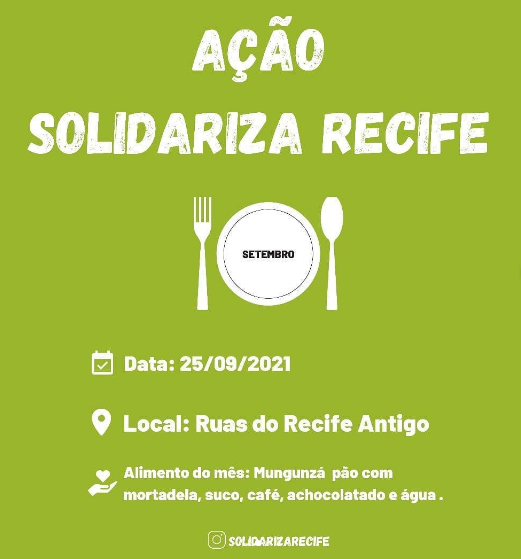 AÇÃO
SOLIDARIZA RECIFE
SETEMBRO
Data: 25/09/2021
Local: Ruas do Recife Antigo
Alimento do mês: Mungunzá pão com
mortadela, suco, café, achocolatado e água .
SOLIDARIZARECIFE